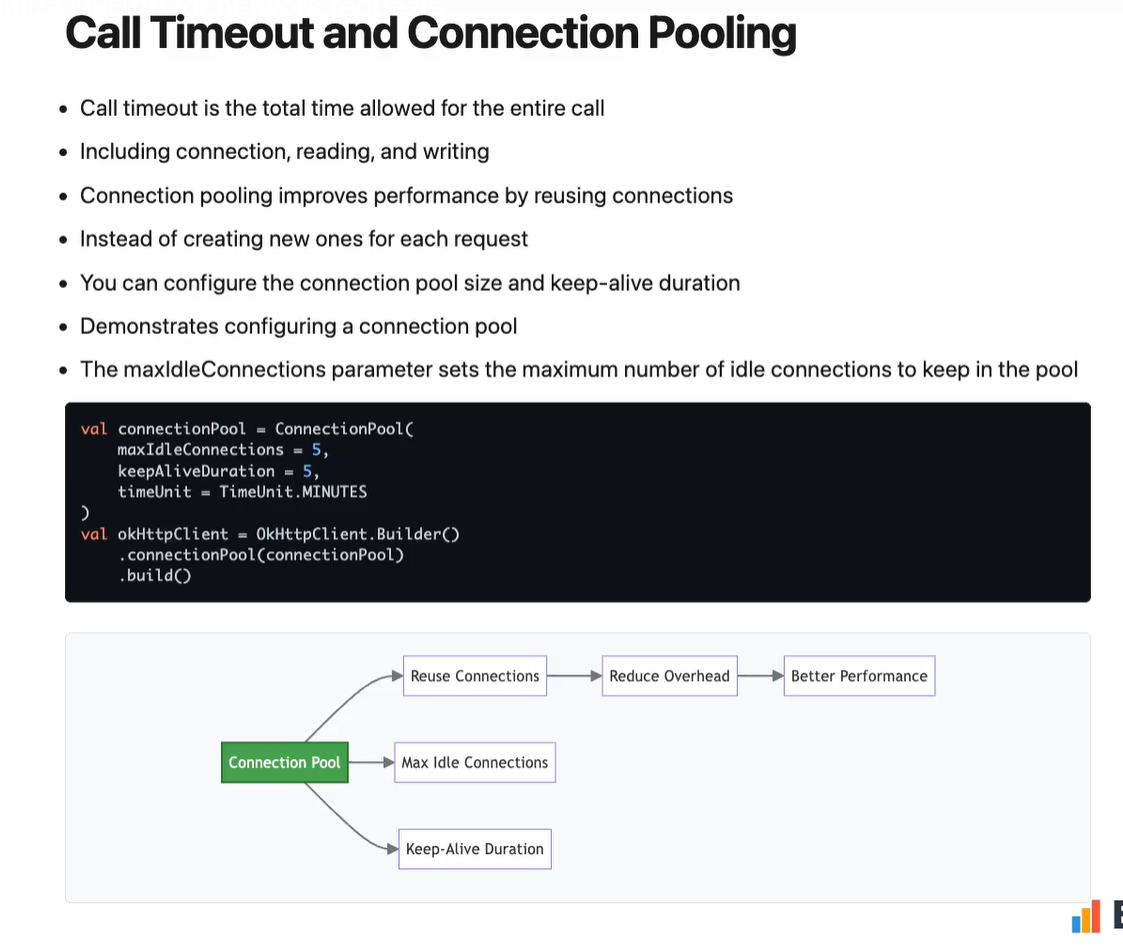 Call Timeout and Connection Pooling
• Call timeout is the total time allowed for the entire call
• Including connection, reading, and writing
• Connection pooling improves performance by reusing connections
• Instead of creating new ones for each request
• You can configure the connection pool size and keep-alive duration
• Demonstrates configuring a connection pool
• The maxIdleConnections parameter sets the maximum number of idle connections to keep in the pool
val connectionPool = ConnectionPool(
    maxIdleConnections = 5,
    keepAliveDuration = 5,
    timeUnit = TimeUnit.MINUTES
)
val okHttpClient = OkHttpClient.Builder()
    .connectionPool(connectionPool)
    .build()
Reuse Connections
Reduce Overhead
Better Performance
Connection Pool
Max Idle Connections
Keep-Alive Duration